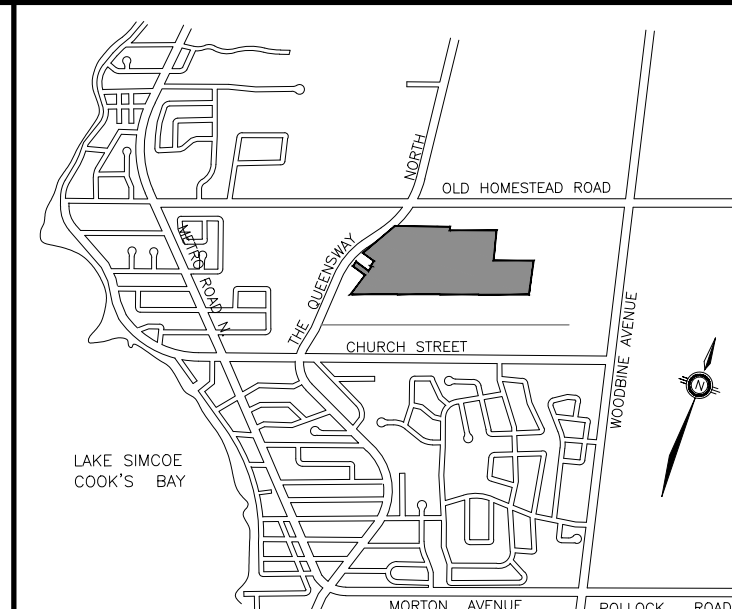 NORTH
OLD HOMESTEAD ROAD
METRO ROAD N
THE QUEENSWAY
CHURCH STREET
WOODBINE AVENUE
N
LAKE SIMCOE
COOK'S BAY
MORTON AVENUE
POLLOCK ROAD